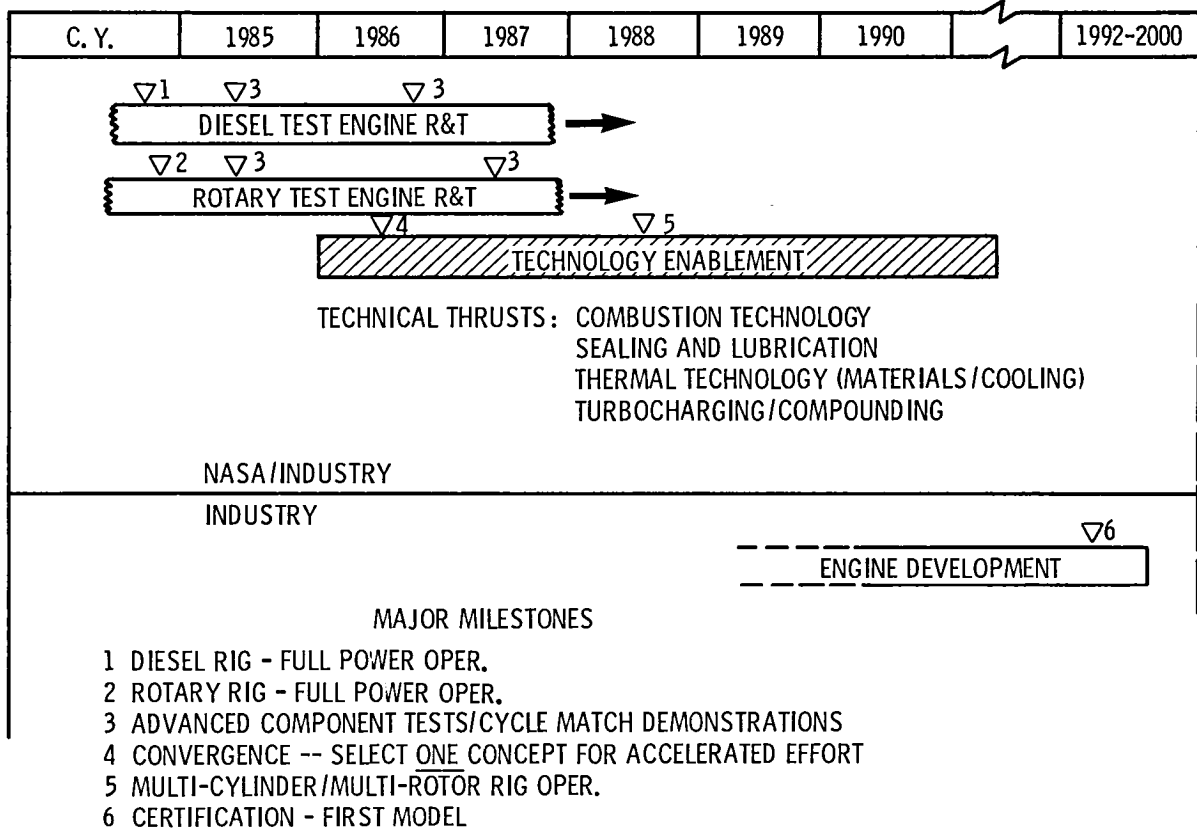 C. Y. 1985 1986 1987 1988 1989 1990 1992-2000
▽1 ▽3 ▽3
DIESEL TEST ENGINE R&T
▽2 ▽3 ▽3
ROTARY TEST ENGINE R&T
▽4 ▽5
TECHNOLOGY ENABLEMENT
TECHNICAL THRUSTS: COMBUSTION TECHNOLOGY
SEALING AND LUBRICATION
THERMAL TECHNOLOGY (MATERIALS/COOLING)
TURBOCHARGING/COMPOUNDING
NASA/INDUSTRY
INDUSTRY
▽6
ENGINE DEVELOPMENT
MAJOR MILESTONES
1 DIESEL RIG - FULL POWER OPER.
2 ROTARY RIG - FULL POWER OPER.
3 ADVANCED COMPONENT TESTS/CYCLE MATCH DEMONSTRATIONS
4 CONVERGENCE -- SELECT ONE CONCEPT FOR ACCELERATED EFFORT
5 MULTI-CYLINDER/MULTI-ROTOR RIG OPER.
6 CERTIFICATION - FIRST MODEL